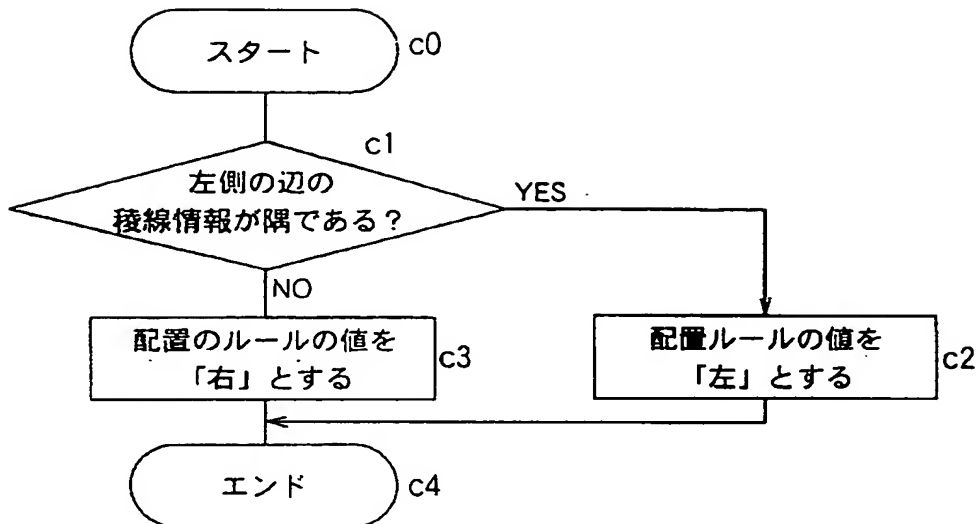 スタート
c0
c1
左側の辺の
稜線情報が隅である？
YES
NO
配置のルールの値を
「右」とする
c3
配置ルールの値を
「左」とする
c2
エンド
c4